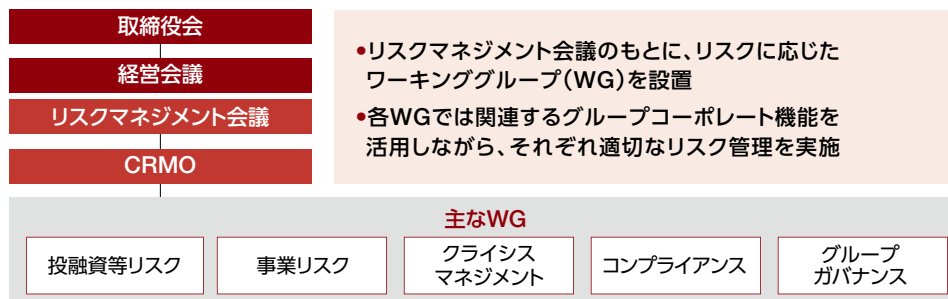 取締役会
経営会議
リスクマネジメント会議
CRMO
•リスクマネジメント会議のもとに、リスクに応じた
ワーキンググループ（WG）を設置
•各WGでは関連するグループコーポレート機能を
活用しながら、それぞれ適切なリスク管理を実施
主なWG
投融資等リスク
事業リスク
クライシス
マネジメント
コンプライアンス
グループ
ガバナンス